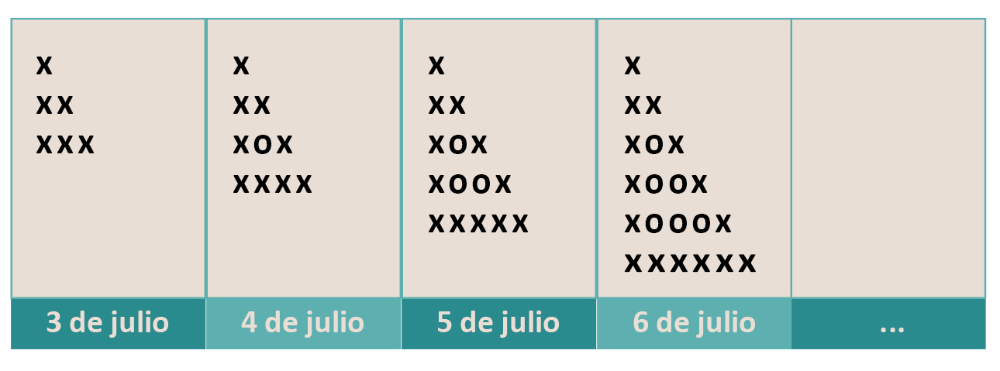 X
XX
XXX
X
XX
XOX
XXXX
X
XX
XOX
XOOX
XXXXX
X
XX
XOX
XOOX
XOOOX
XXXXXX
3 de julio
4 de julio
5 de julio
6 de julio
...